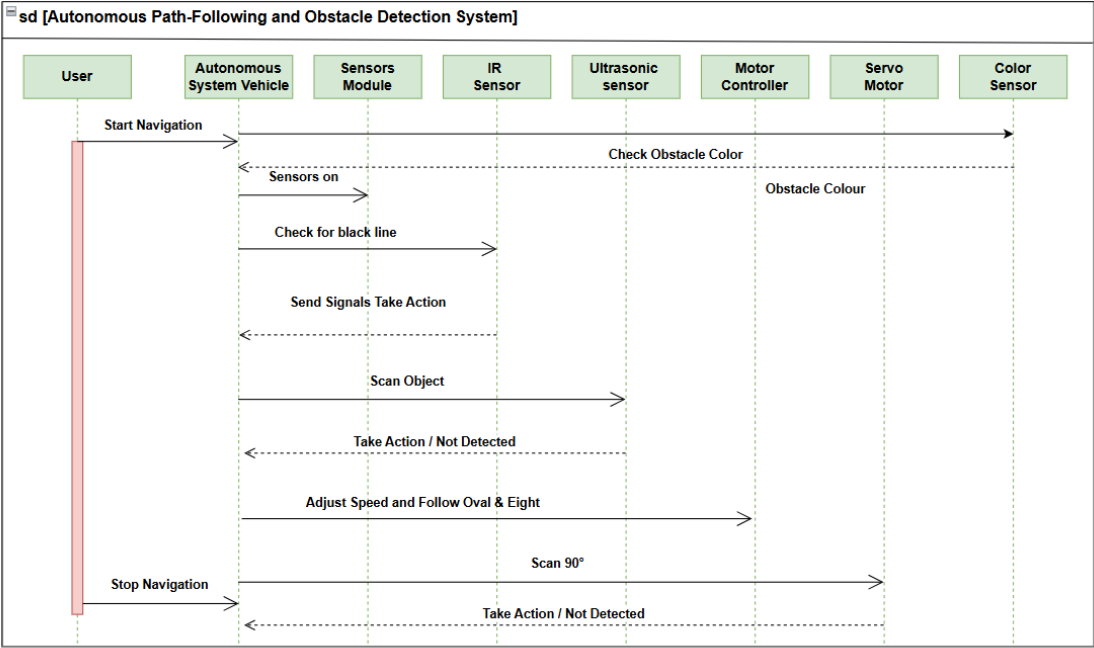 sd [Autonomous Path-Following and Obstacle Detection System]
User
Autonomous
System Vehicle
Sensors
Module
IR
Sensor
Ultrasonic
sensor
Motor
Controller
Servo
Motor
Color
Sensor
Start Navigation
Check Obstacle Color
Sensors on
Obstacle Colour
Check for black line
Send Signals Take Action
Scan Object
Take Action / Not Detected
Adjust Speed and Follow Oval & Eight
Scan 90°
Stop Navigation
Take Action / Not Detected